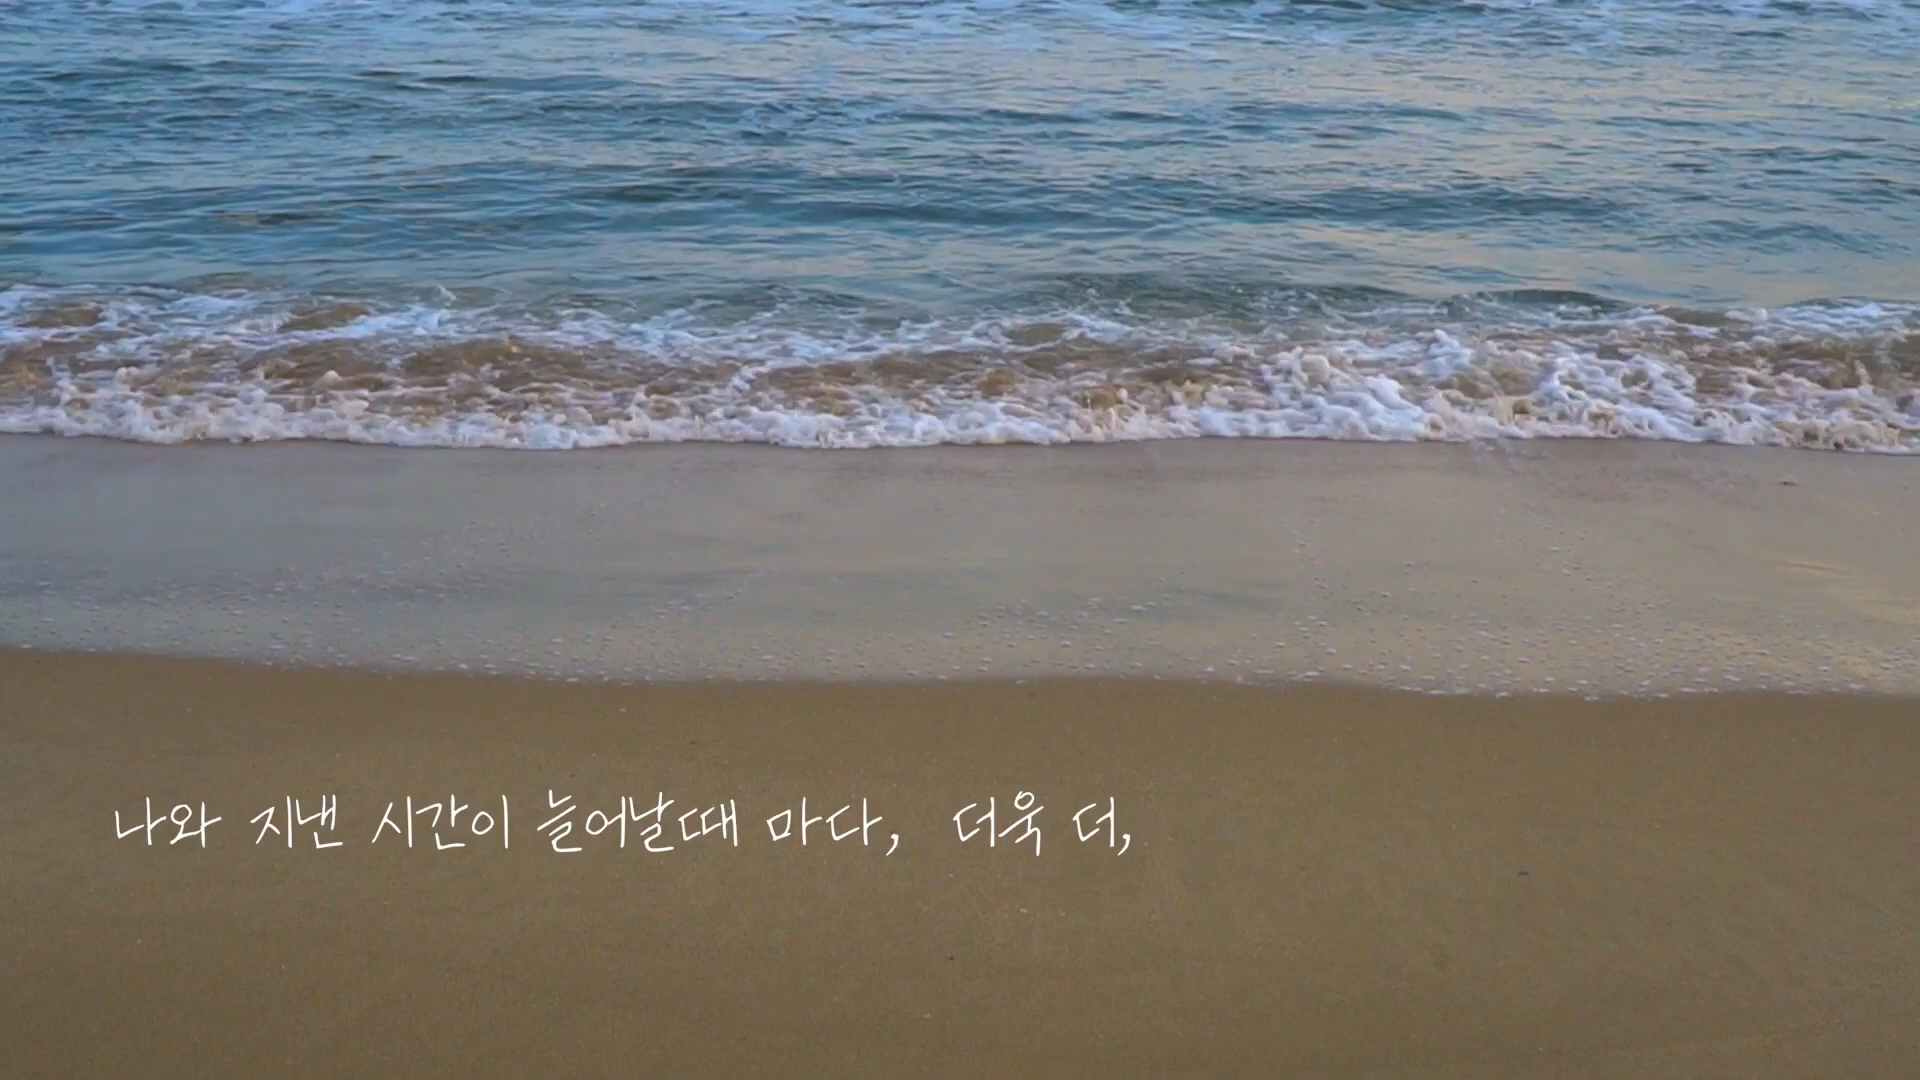 나와 지낸 시간이 늘어날때 마다, 더욱 더,